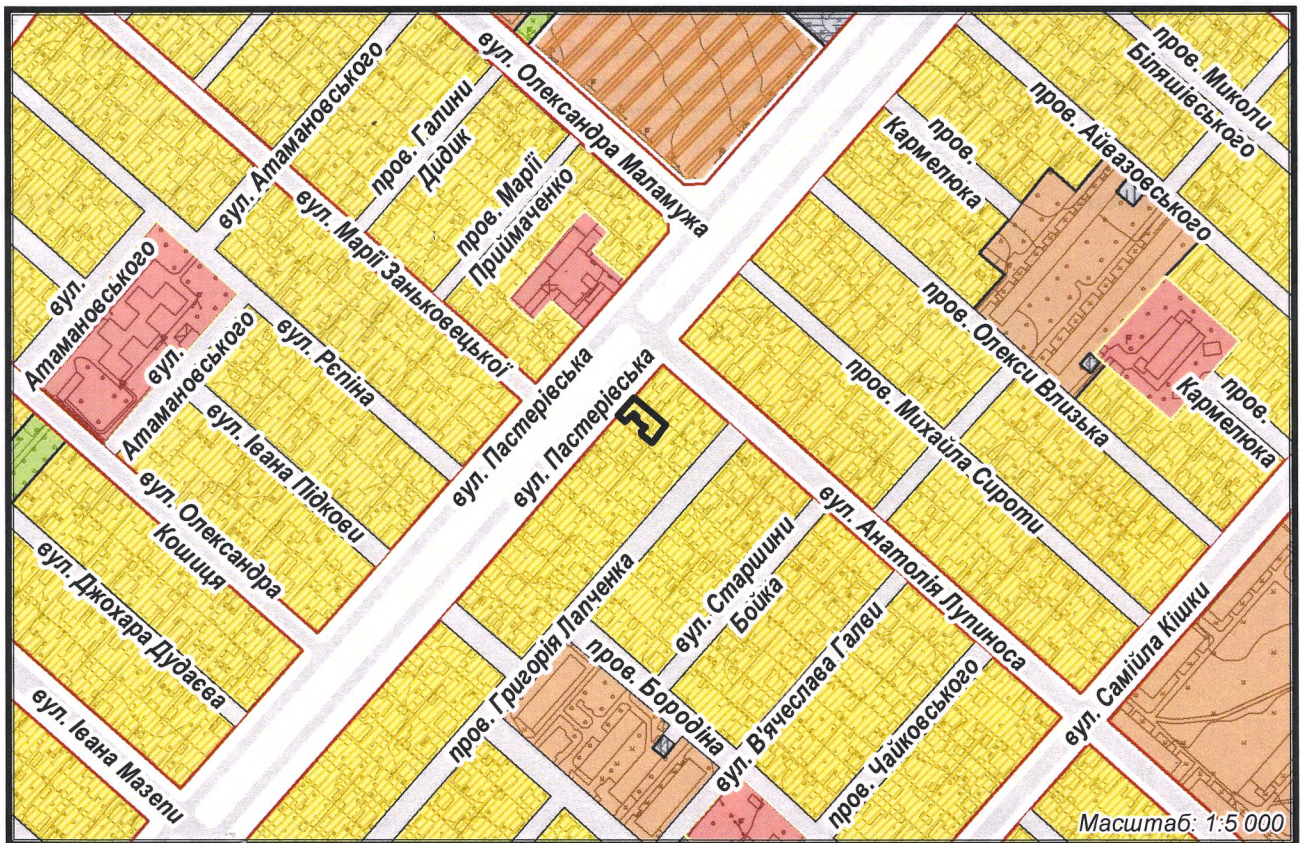 вул. Олександра Маламужа
пров. Миколи
Біляшівського
вул. Атамановського
пров. Галини
Дидик
пров. Марії
Приймаченко
пров. Айвазовського
пров.
Кармелюка
вул. Марії Заньковецької
вул.
Атамановського
вул.
Атамановського
вул. Рєпіна
вул. Івана Підкови
вул. Пастерівська
вул. Пастерівська
пров. Олекси Влизька
пров. Михайла Сироти
пров.
Кармелюка
вул. Олександра
Кошиця
вул. Джохара Дудаєва
вул. Івана Мазепи
пров. Григорія Лапченка
вул. Старшини
Бойка
пров. Бородіна
вул. В'ячеслава Галви
пров. Чайковського
вул. Анатолія Лупиноса
вул. Самійла Кішки
Масштаб: 1:5 000